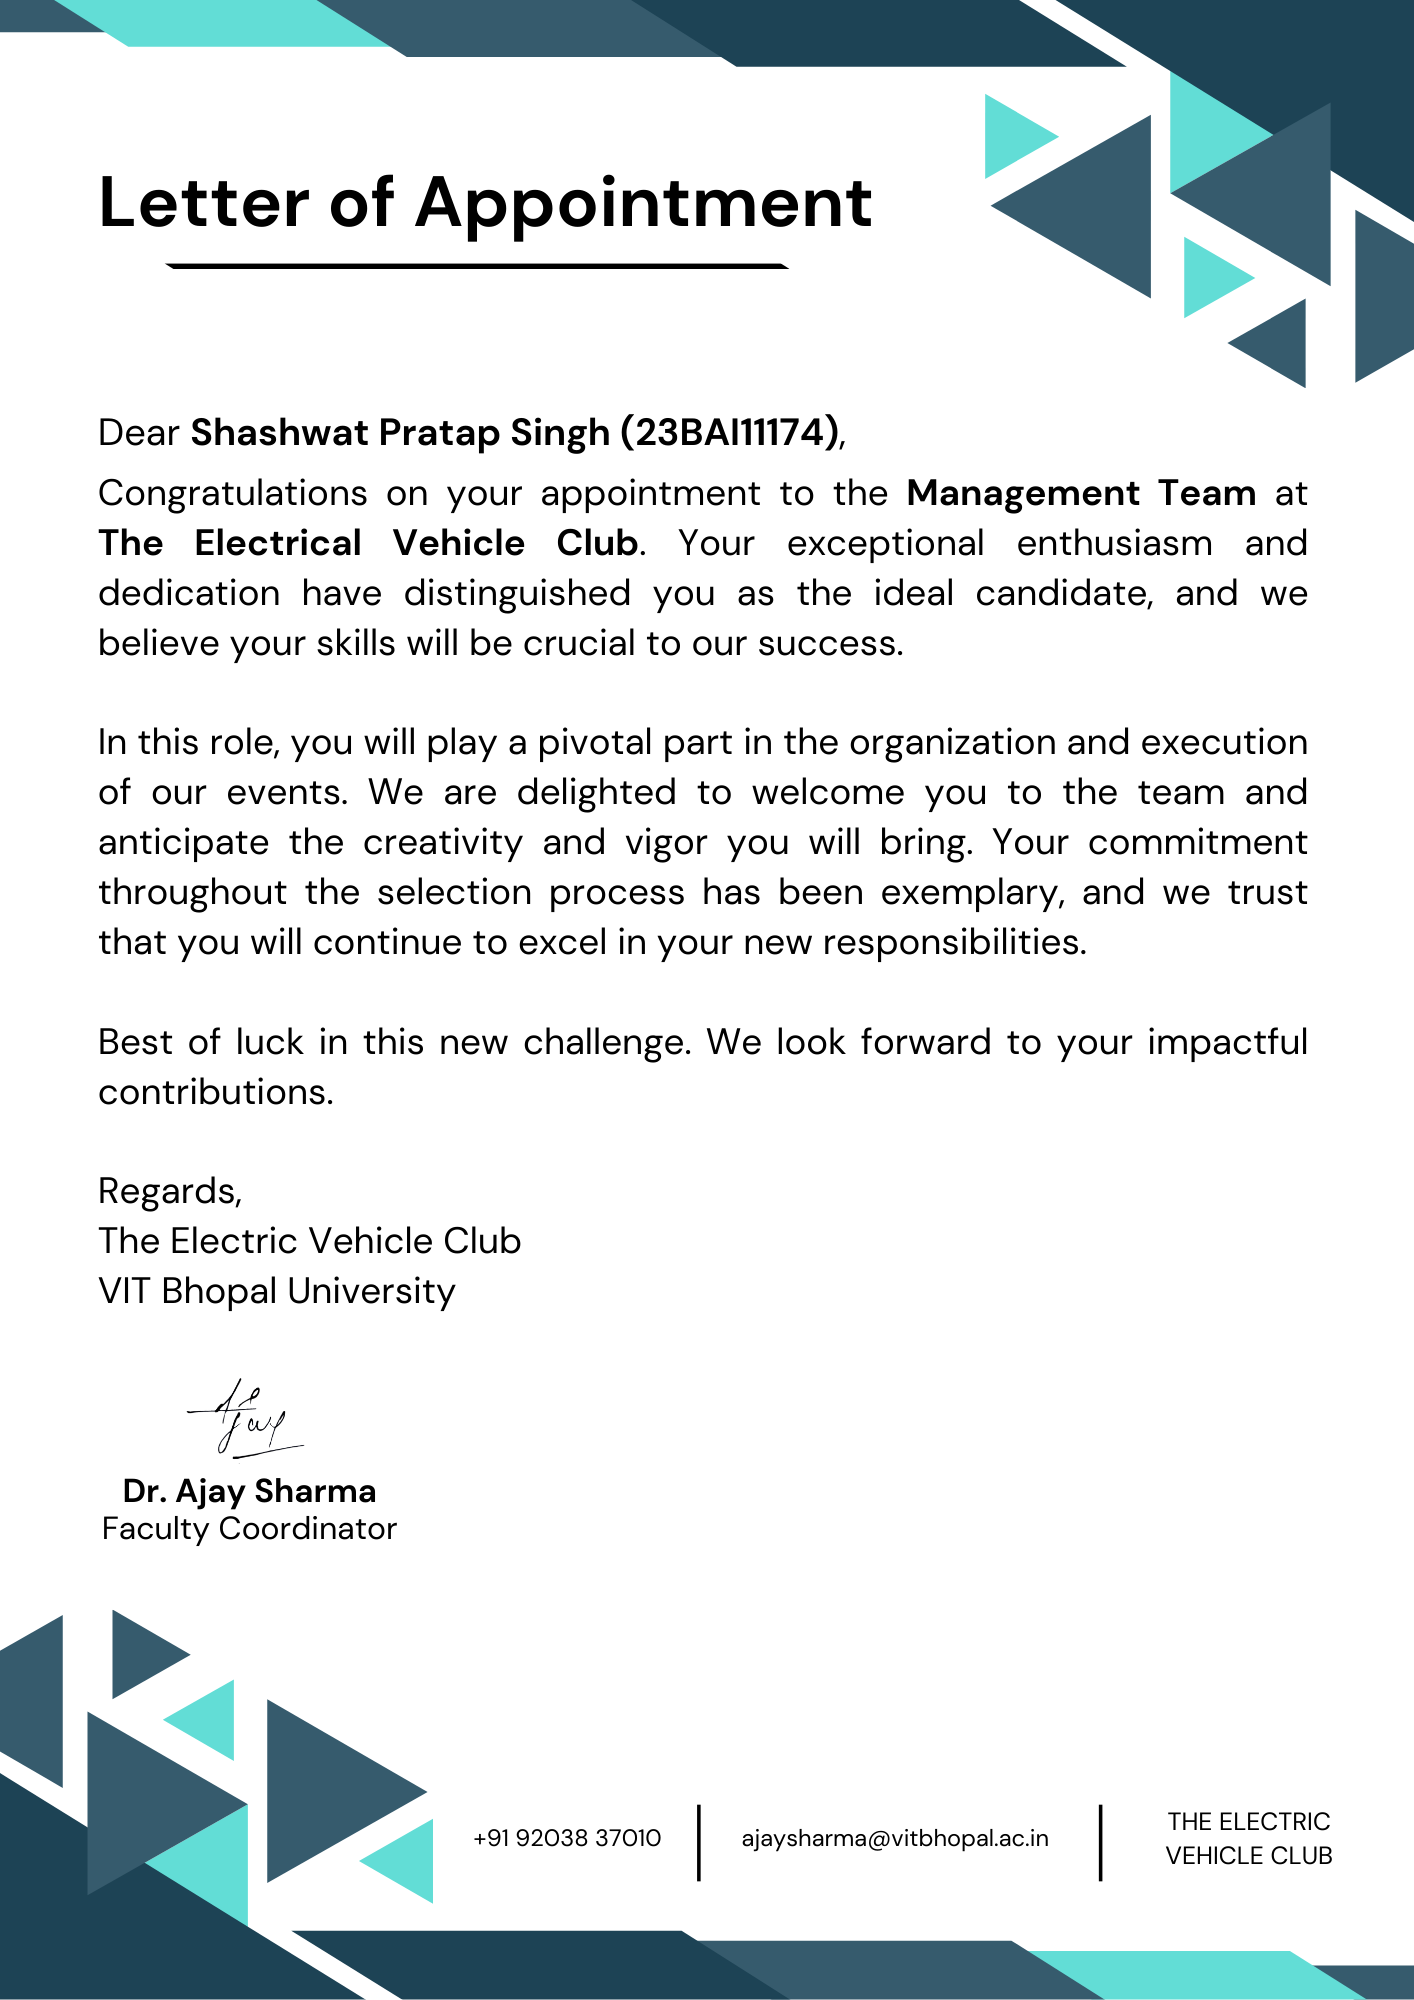 Letter of Appointment
Dear Shashwat Pratap Singh (23BAI11174),
Congratulations on your appointment to the Management Team at
The Electrical Vehicle Club. Your exceptional enthusiasm and
dedication have distinguished you as the ideal candidate, and we
believe your skills will be crucial to our success.
In this role, you will play a pivotal part in the organization and execution
of our events. We are delighted to welcome you to the team and
anticipate the creativity and vigor you will bring. Your commitment
throughout the selection process has been exemplary, and we trust
that you will continue to excel in your new responsibilities.
Best of luck in this new challenge. We look forward to your impactful
contributions.
Regards,
The Electric Vehicle Club
VIT Bhopal University
Ajay
Dr. Ajay Sharma
Faculty Coordinator
+91 92038 37010
ajaysharma@vitbhopal.ac.in
THE ELECTRIC
VEHICLE CLUB